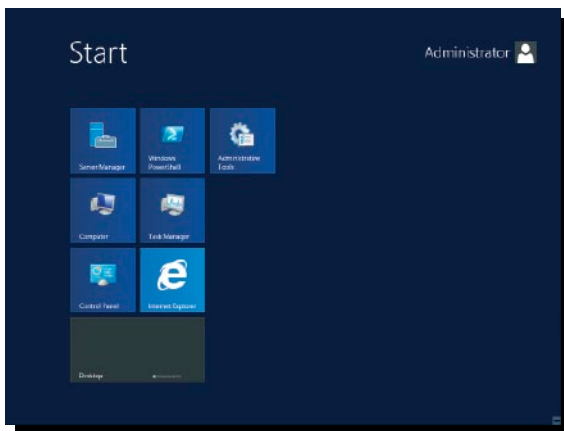 Start
Administrator
Server Manager
Windows
PowerShell
Administrative
Tools
Computer
Task Manager
Control Panel
Internet Explorer
Desktop